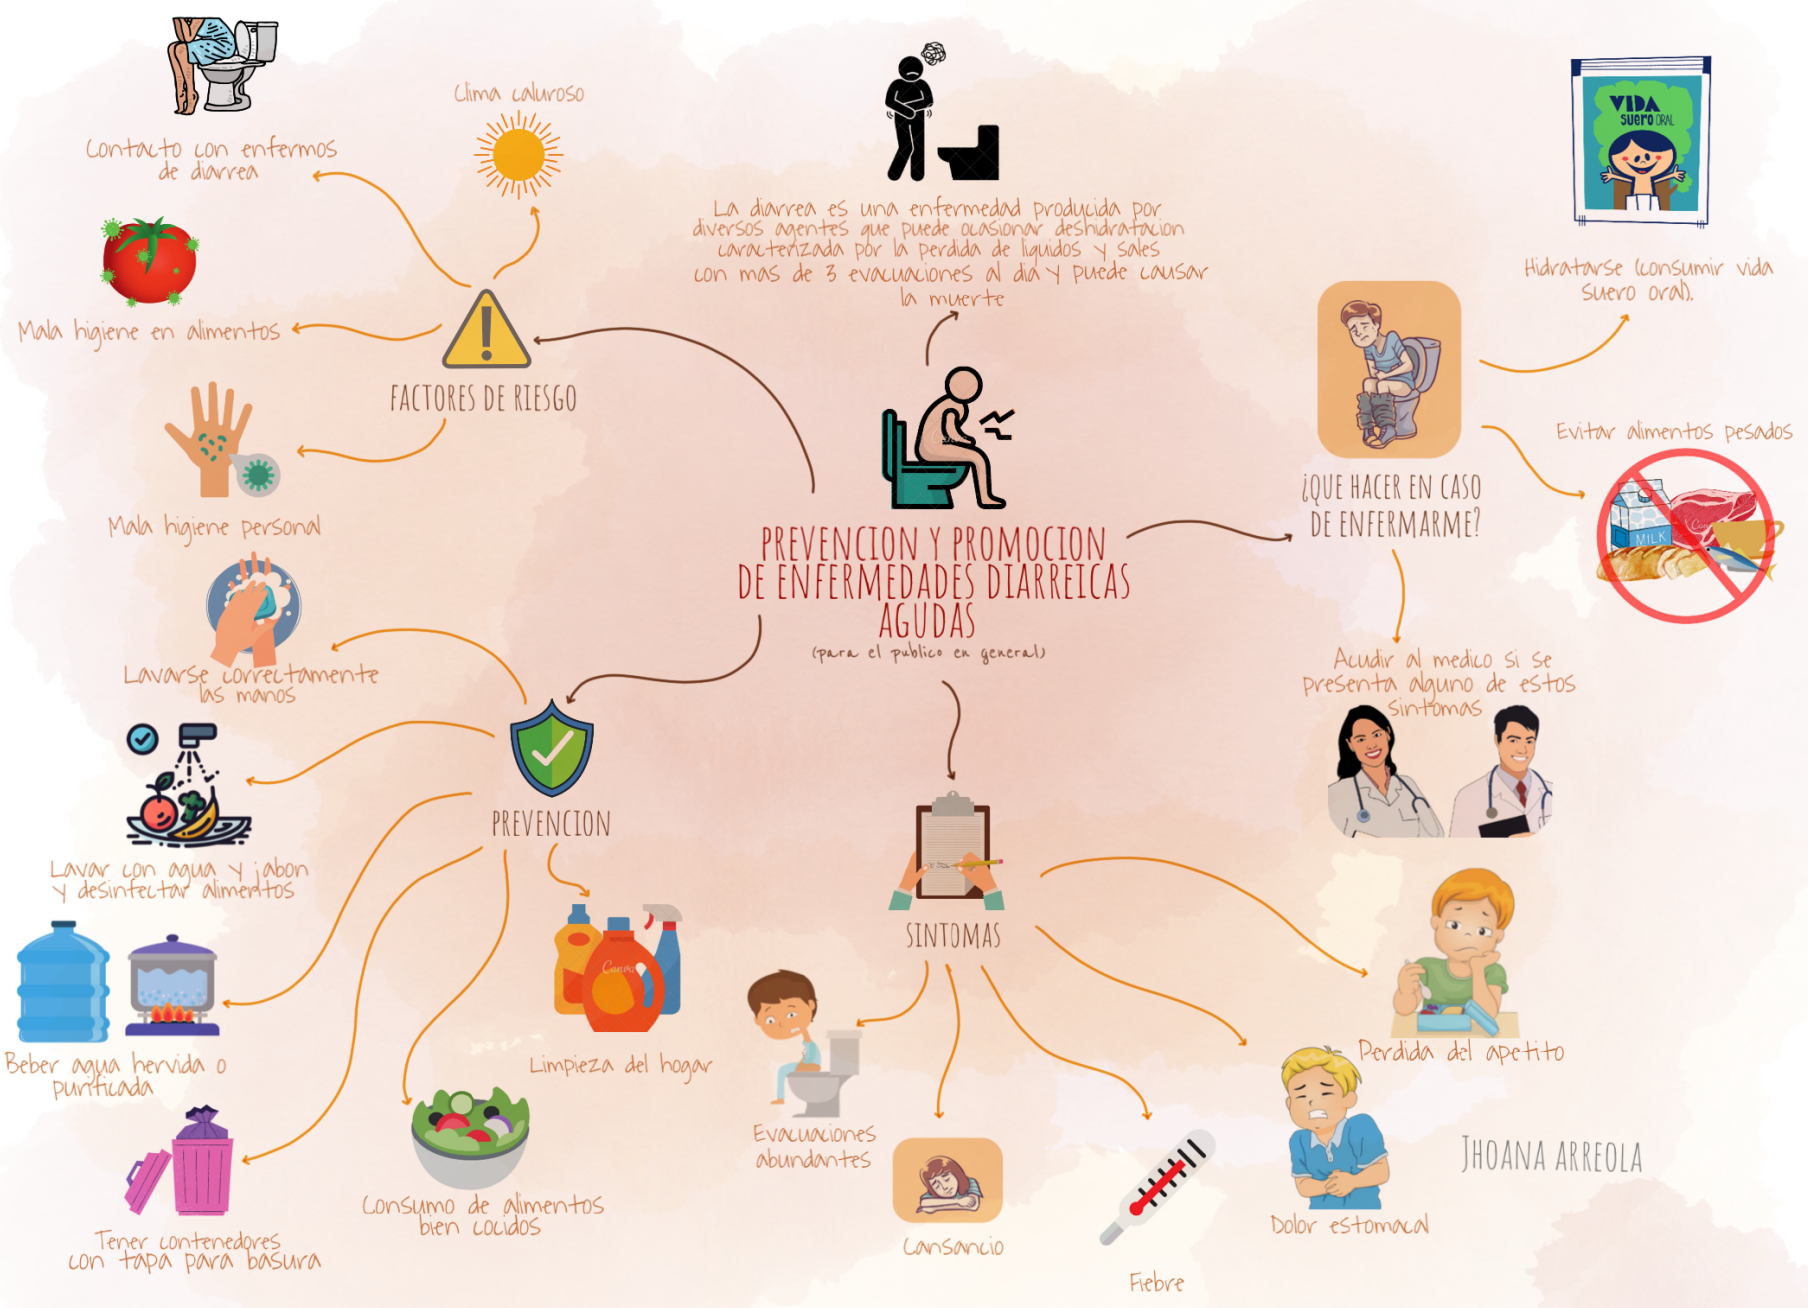 Contacto con enfermos
de diarrea
Clima caluroso
Mala higiene en alimentos
FACTORES DE RIESGO
Mala higiene personal
La diarrea es una enfermedad producida por
diversos agentes que puede ocasionar deshidratacion
caracterizada por la perdida de liquidos y sales
con mas de 3 evacuaciones al dia y puede causar
la muerte
VIDA
SUERO ORAL
Hidratarse (consumir vida
suero oral).
Evitar alimentos pesados
MILK
¿QUE HACER EN CASO
DE ENFERMARME?
PREVENCION Y PROMOCION
DE ENFERMEDADES DIARREICAS
AGUDAS
(para el publico en general)
Acudir al medico si se
presenta alguno de estos
sintomas
Lavarse correctamente
las manos
PREVENCION
Lavar con agua y jabon
y desinfectar alimentos
Beber agua hervida o
purificada
Tener contenedores
con tapa para basura
Consumo de alimentos
bien cocidos
Canva
Limpieza del hogar
SINTOMAS
Evacuaciones
abundantes
Cansancio
Fiebre
Dolor estomacal
Perdida del apetito
JHOANA ARREOLA